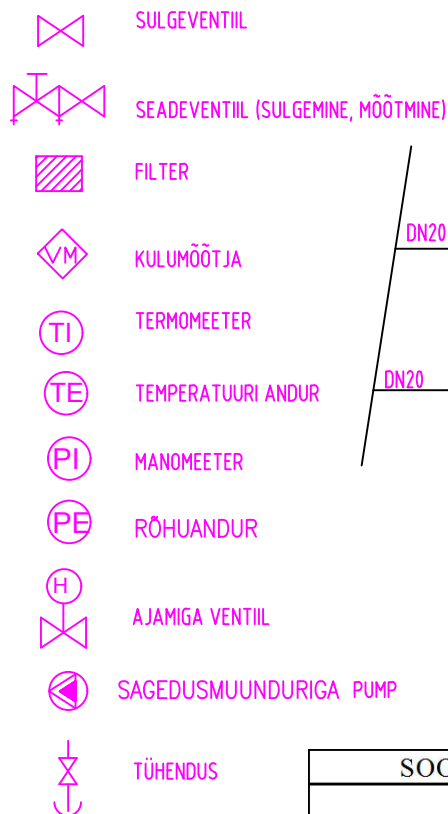 SULGEVENTIIL
SEADEVENTIIL (SULGEMINE, MÕÕTMINE)
FILTER
DN20
VM KULUMÕÕTJA
TI TERMOMEETER
DN20
TE TEMPERATUURI ANDUR
PI MANOMEETER
PE RÕHUANDUR
H
AJAMIGA VENTIIL
SAGEDUSMUUNDURIGA PUMP
TÜHENDUS